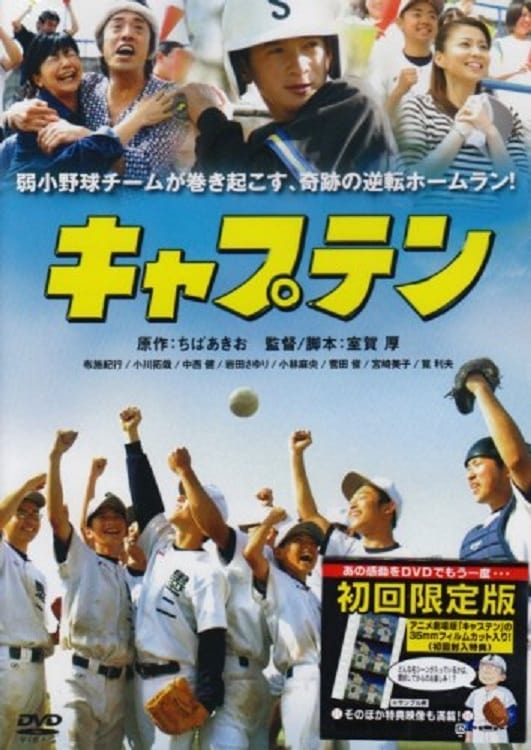 S
弱小野球チームが巻き起こす、奇跡の逆転ホームラン!
キャプテン
原作:ちばあきお 監督/脚本:室賀 厚
布施紀行/小川拓哉/中西 健/岩田さゆり/小林麻央/菅田 俊/宮崎美子/筧 利夫
墨二
あの感動をDVDでもう一度・・・
初回限定版
アニメ劇場版「キャプテン」の
35mmフィルムカット入り!
(初回封入特典)
そのほか特典映像も満載!
DVD
VIDEO